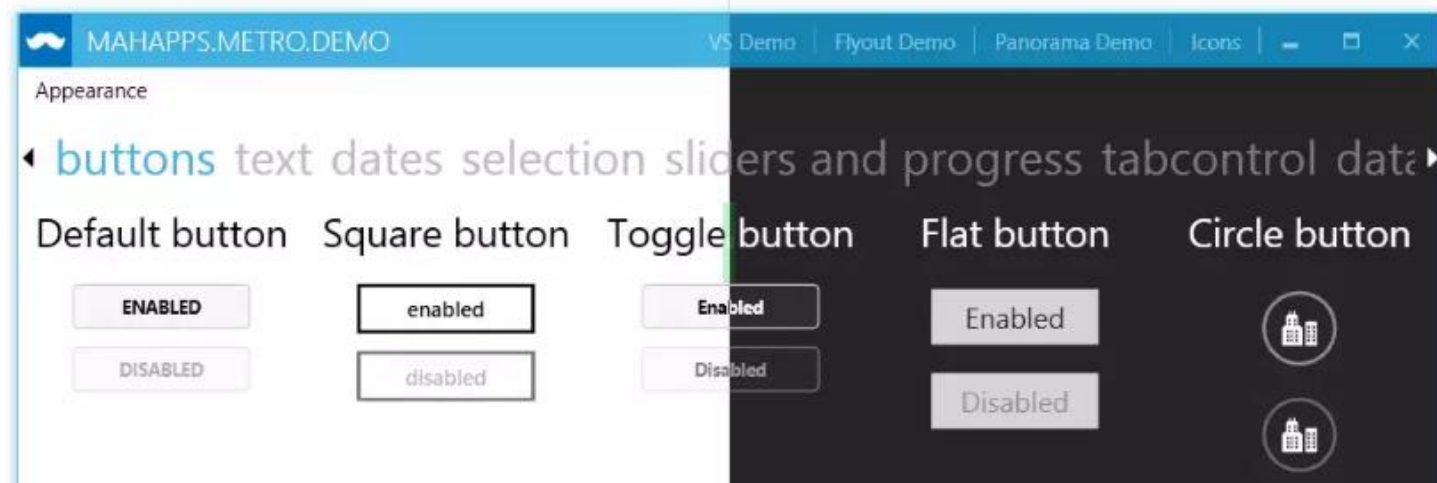 MAHAPPS.METRO.DEMO VS Demo Flyout Demo Panorama Demo Icons
Appearance
buttons text dates selection sliders and progress tabcontrol data
Default button Square button Toggle button Flat button Circle button
ENABLED enabled Enabled Enabled
DISABLED disabled Disabled Disabled